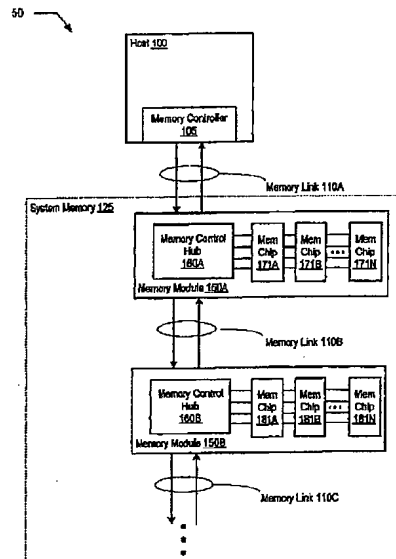 50
Host 100
Memory Controller
105
Memory Link 110A
System Memory 125
Memory Control
Hub
160A
Mem
Chip
171A
Mem
Chip
171B
Mem
Chip
171N
Memory Module 150A
Memory Link 110B
Memory Control
Hub
160B
Mem
Chip
181A
Mem
Chip
181B
Mem
Chip
181N
Memory Module 150B
Memory Link 110C